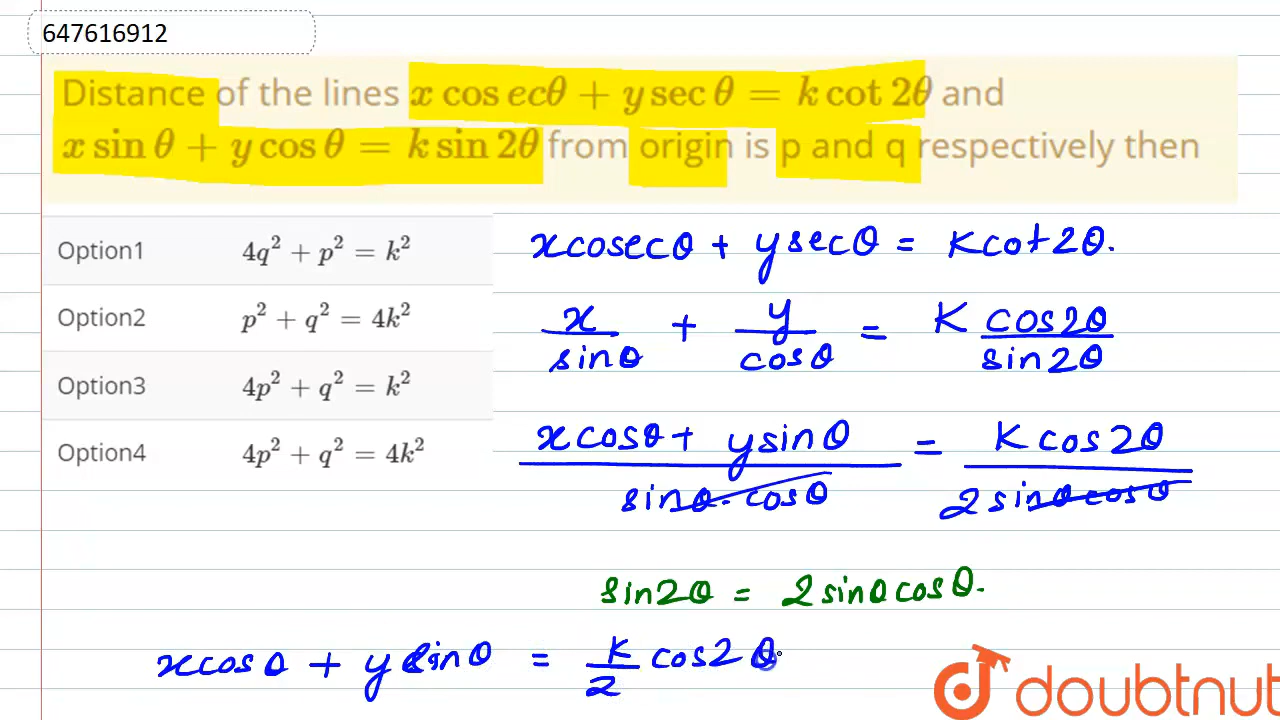 647616912
Distance of the lines x cosecθ + y sec θ = k cot 2θ and
x sin θ + y cos θ = k sin 2θ from origin is p and q respectively then
Option1 4q² + p² = k²
Option2 p² + q² = 4k²
Option3 4p² + q² = k²
Option4 4p² + q² = 4k²
xcosecθ + ysecθ = Kcot2θ.
x/sinθ + y/cosθ = K cos2θ/sin2θ
xcosθ + ysinθ/sinθ.cosθ = Kcos2θ/2sinθcosθ
sin2θ = 2sinθcosθ.
xcosθ + ysinθ = K/2 cos2θ
doubtnut